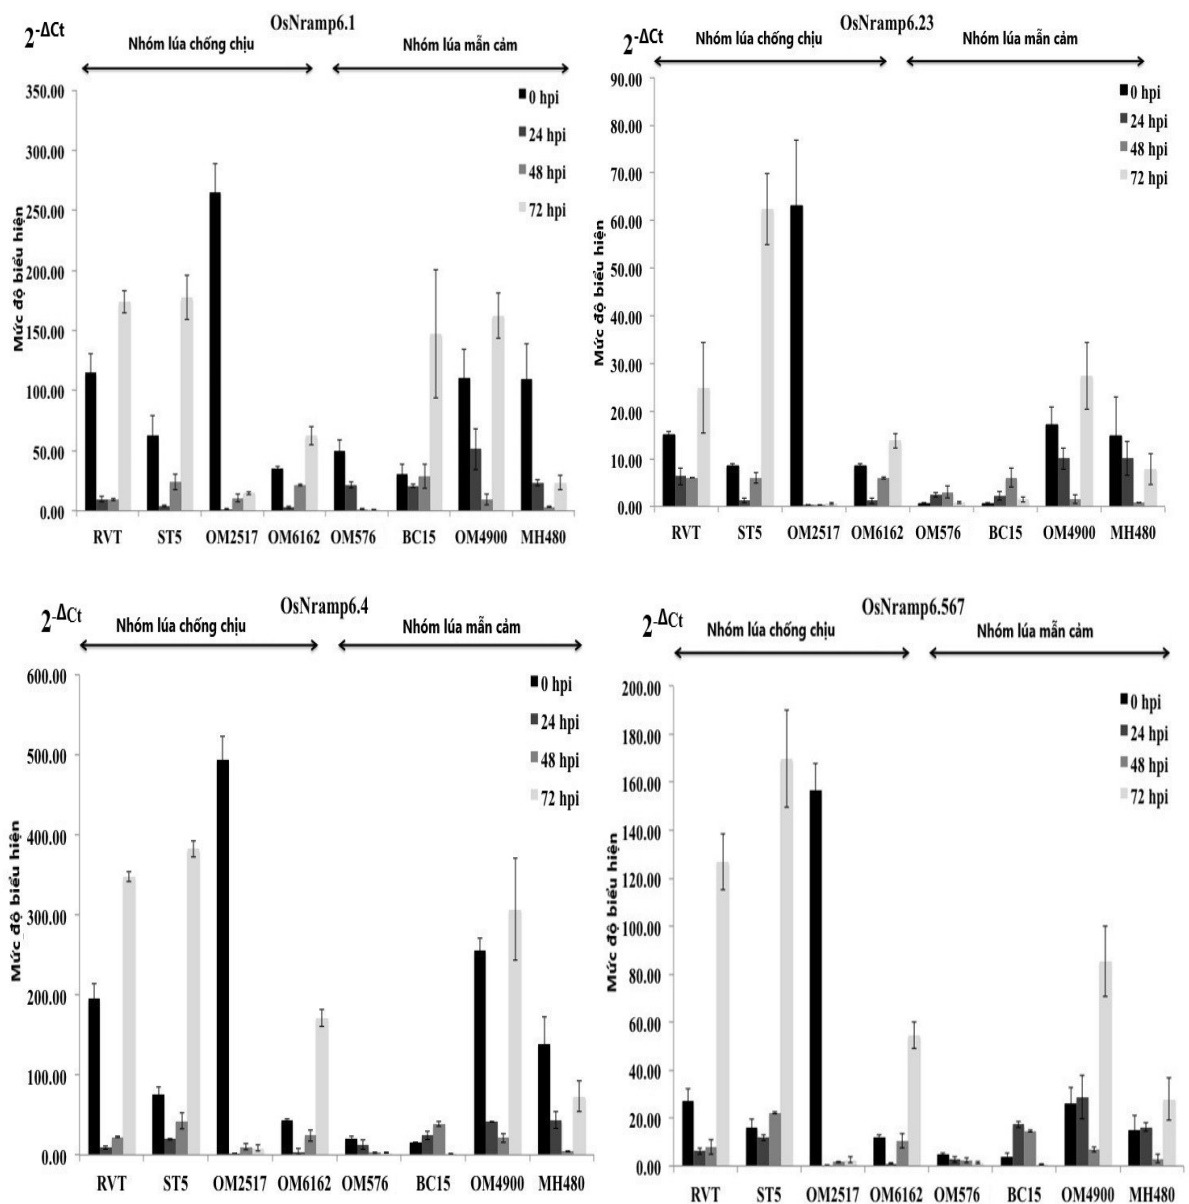 OsNramp6.1
2-ΔCt
Nhóm lúa chống chịu
Nhóm lúa mẫn cảm
Mức độ biểu hiện
350.00
300.00
250.00
200.00
150.00
100.00
50.00
0.00
0 hpi
24 hpi
48 hpi
72 hpi
RVT ST5 OM2517 OM6162 OM576 BC15 OM4900 MH480
OsNramp6.23
2-ΔCt
Nhóm lúa chống chịu
Nhóm lúa mẫn cảm
Mức độ biểu hiện
90.00
80.00
70.00
60.00
50.00
40.00
30.00
20.00
10.00
0.00
0 hpi
24 hpi
48 hpi
72 hpi
RVT ST5 OM2517 OM6162 OM576 BC15 OM4900 MH480
OsNramp6.4
2-ΔCt
Nhóm lúa chống chịu
Nhóm lúa mẫn cảm
Mức độ biểu hiện
600.00
500.00
400.00
300.00
200.00
100.00
0.00
0 hpi
24 hpi
48 hpi
72 hpi
RVT ST5 OM2517 OM6162 OM576 BC15 OM4900 MH480
OsNramp6.567
2-ΔCt
Nhóm lúa chống chịu
Nhóm lúa mẫn cảm
Mức độ biểu hiện
200.00
180.00
160.00
140.00
120.00
100.00
80.00
60.00
40.00
20.00
0.00
0 hpi
24 hpi
48 hpi
72 hpi
RVT ST5 OM2517 OM6162 OM576 BC15 OM4900 MH480